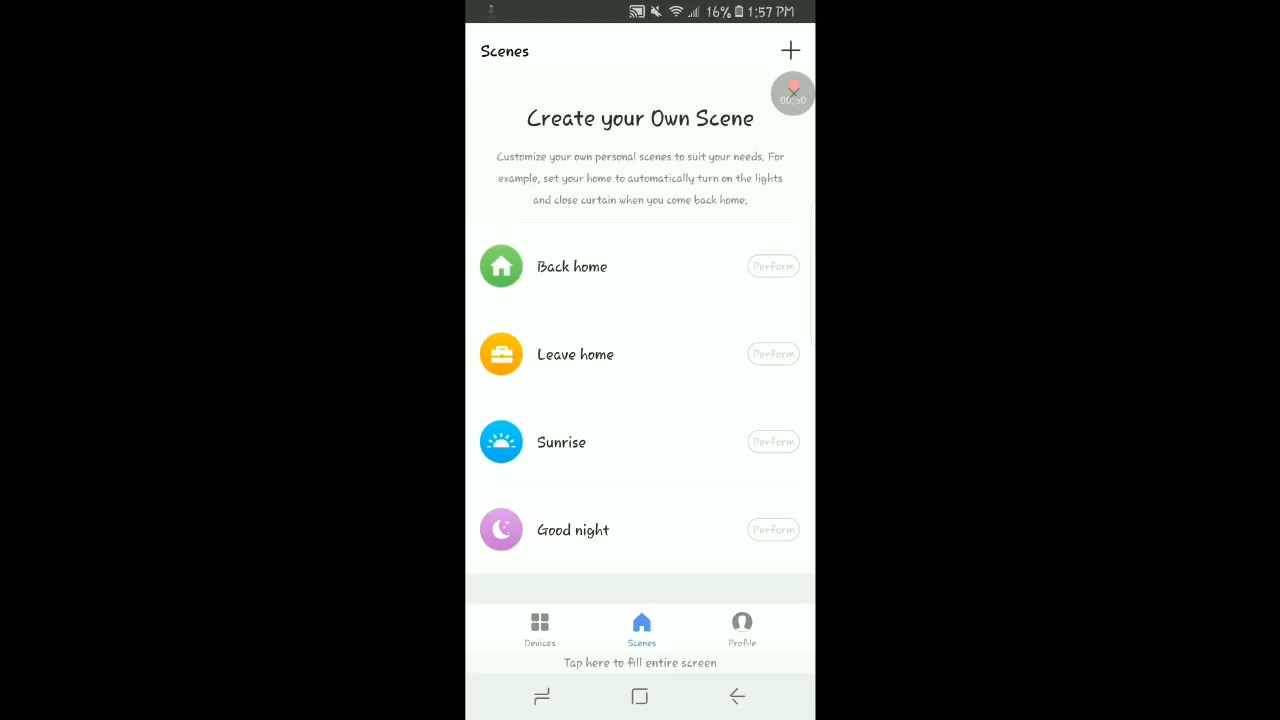 16% 1:57 PM
Scenes
00:50
Create your Own Scene
Customize your own personal scenes to suit your needs. For
example, set your home to automatically turn on the lights
and close curtain when you come back home.
Back home
Perform
Leave home
Perform
Sunrise
Perform
Good night
Perform
Devices
Scenes
Profile
Tap here to fill entire screen